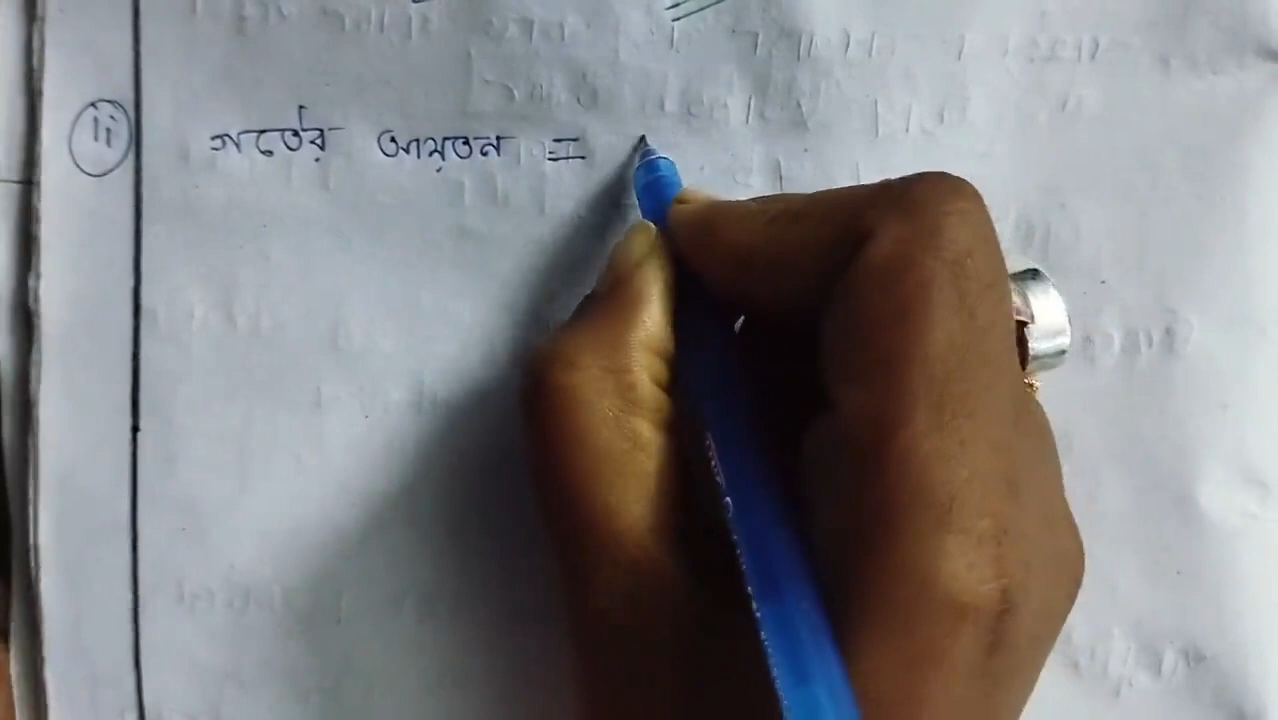 ii গর্তের আয়তন =